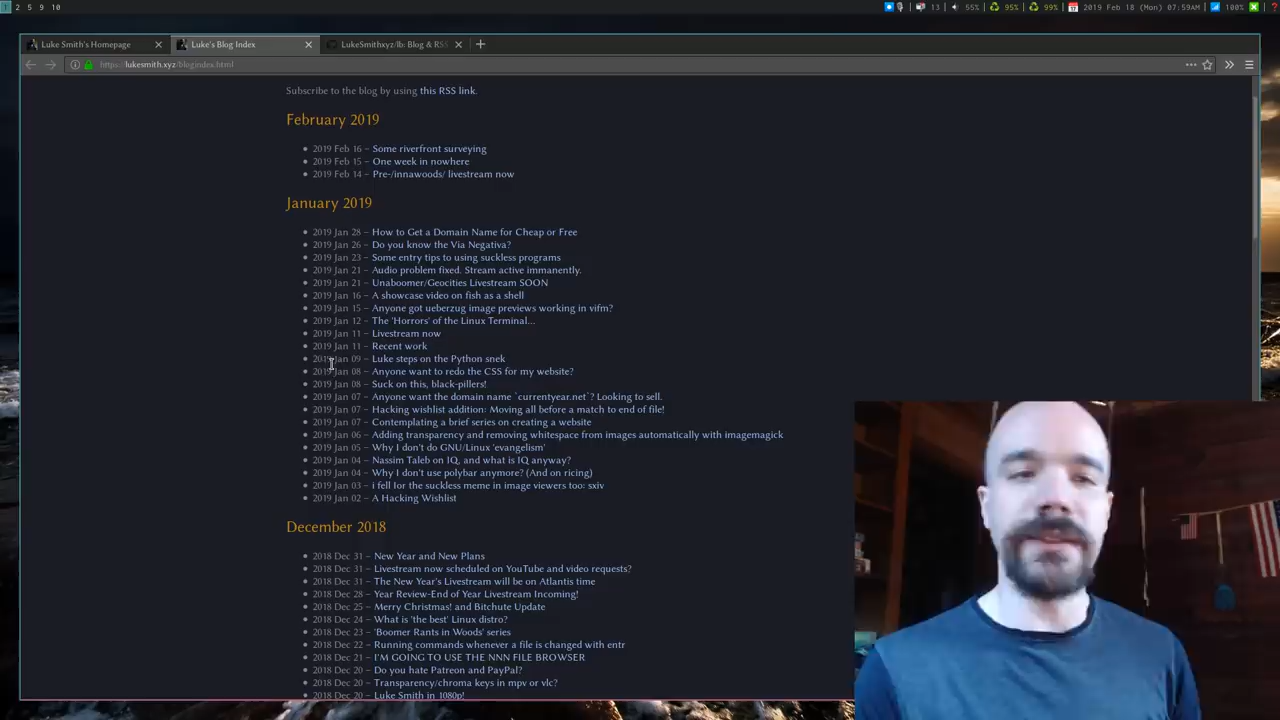 1 2 5 9 10
13 55% 95% 99% 2019 Feb 18 (Mon) 07:59AM 100% ?
Luke Smith's Homepage
Luke's Blog Index
LukeSmithxyz/lb: Blog & RSS
https://lukesmith.xyz/blogindex.html
Subscribe to the blog by using this RSS link.
February 2019
2019 Feb 16 – Some riverfront surveying
2019 Feb 15 – One week in nowhere
2019 Feb 14 – Pre-/innawoods/ livestream now
January 2019
2019 Jan 28 – How to Get a Domain Name for Cheap or Free
2019 Jan 26 – Do you know the Via Negativa?
2019 Jan 23 – Some entry tips to using suckless programs
2019 Jan 21 – Audio problem fixed. Stream active immanently.
2019 Jan 21 – Unaboomer/Geocities Livestream SOON
2019 Jan 16 – A showcase video on fish as a shell
2019 Jan 15 – Anyone got ueberzug image previews working in vifm?
2019 Jan 12 – The 'Horrors' of the Linux Terminal...
2019 Jan 11 – Livestream now
2019 Jan 11 – Recent work
2019 Jan 09 – Luke steps on the Python snek
2019 Jan 08 – Anyone want to redo the CSS for my website?
2019 Jan 08 – Suck on this, black-pillers!
2019 Jan 07 – Anyone want the domain name `currentyear.net`? Looking to sell.
2019 Jan 07 – Hacking wishlist addition: Moving all before a match to end of file!
2019 Jan 07 – Contemplating a brief series on creating a website
2019 Jan 06 – Adding transparency and removing whitespace from images automatically with imagemagick
2019 Jan 05 – Why I don't do GNU/Linux 'evangelism'
2019 Jan 04 – Nassim Taleb on IQ, and what is IQ anyway?
2019 Jan 04 – Why I don't use polybar anymore? (And on ricing)
2019 Jan 03 – i fell for the suckless meme in image viewers too: sxiv
2019 Jan 02 – A Hacking Wishlist
December 2018
2018 Dec 31 – New Year and New Plans
2018 Dec 31 – Livestream now scheduled on YouTube and video requests?
2018 Dec 31 – The New Year's Livestream will be on Atlantis time
2018 Dec 28 – Year Review-End of Year Livestream Incoming!
2018 Dec 25 – Merry Christmas! and Bitchute Update
2018 Dec 24 – What is 'the best' Linux distro?
2018 Dec 23 – 'Boomer Rants in Woods' series
2018 Dec 22 – Running commands whenever a file is changed with entr
2018 Dec 21 – I'M GOING TO USE THE NNN FILE BROWSER
2018 Dec 20 – Do you hate Patreon and PayPal?
2018 Dec 20 – Transparency/chroma keys in mpv or vlc?
2018 Dec 20 – Luke Smith in 1080p!